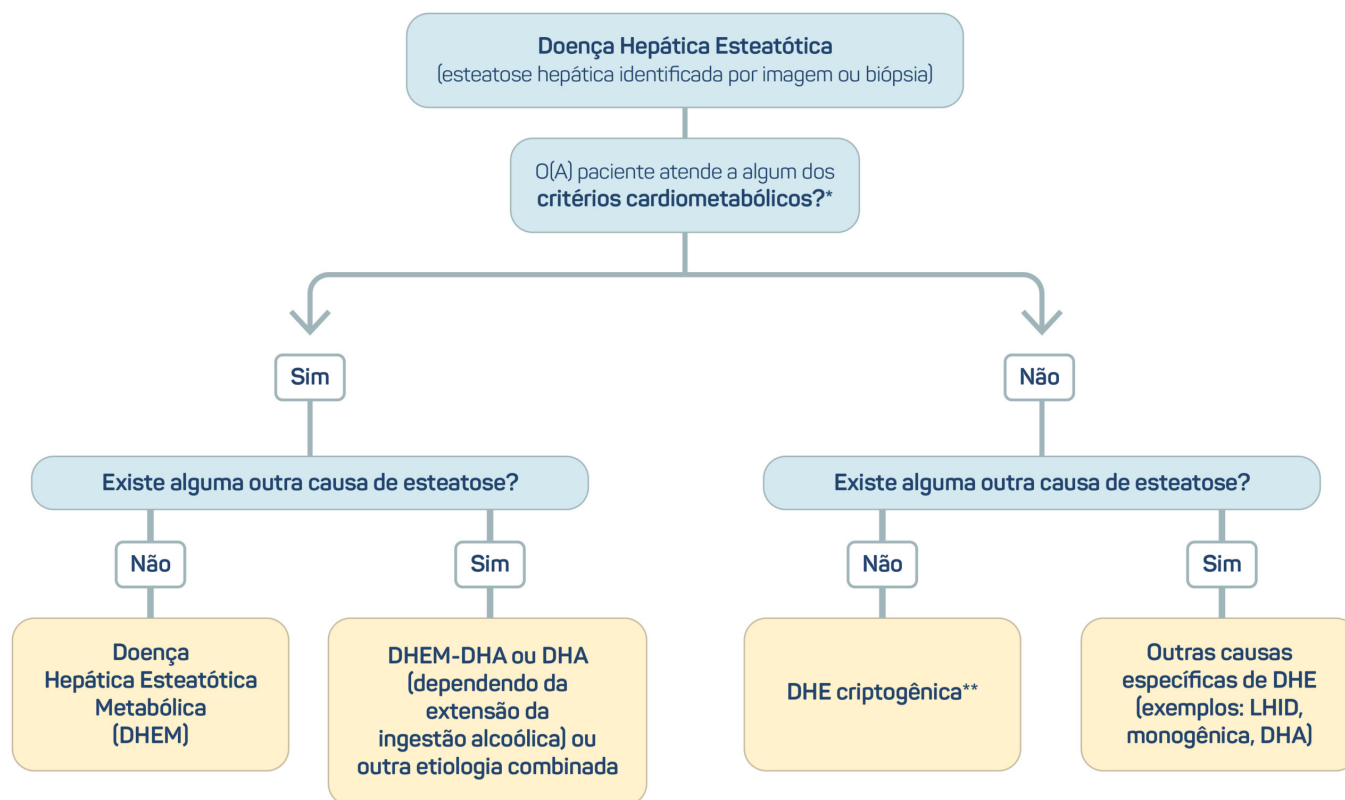 Doença Hepática Esteatótica
(esteatose hepática identificada por imagem ou biópsia)
O(A) paciente atende a algum dos
critérios cardiometabólicos?*
Sim
Não
Existe alguma outra causa de esteatose?
Existe alguma outra causa de esteatose?
Não
Sim
Não
Sim
Doença
Hepática Esteatótica
Metabólica
(DHEM)
DHEM-DHA ou DHA
(dependendo da
extensão da
ingestão alcoólica) ou
outra etiologia combinada
DHE criptogênica**
Outras causas
específicas de DHE
(exemplos: LHID,
monogênica, DHA)